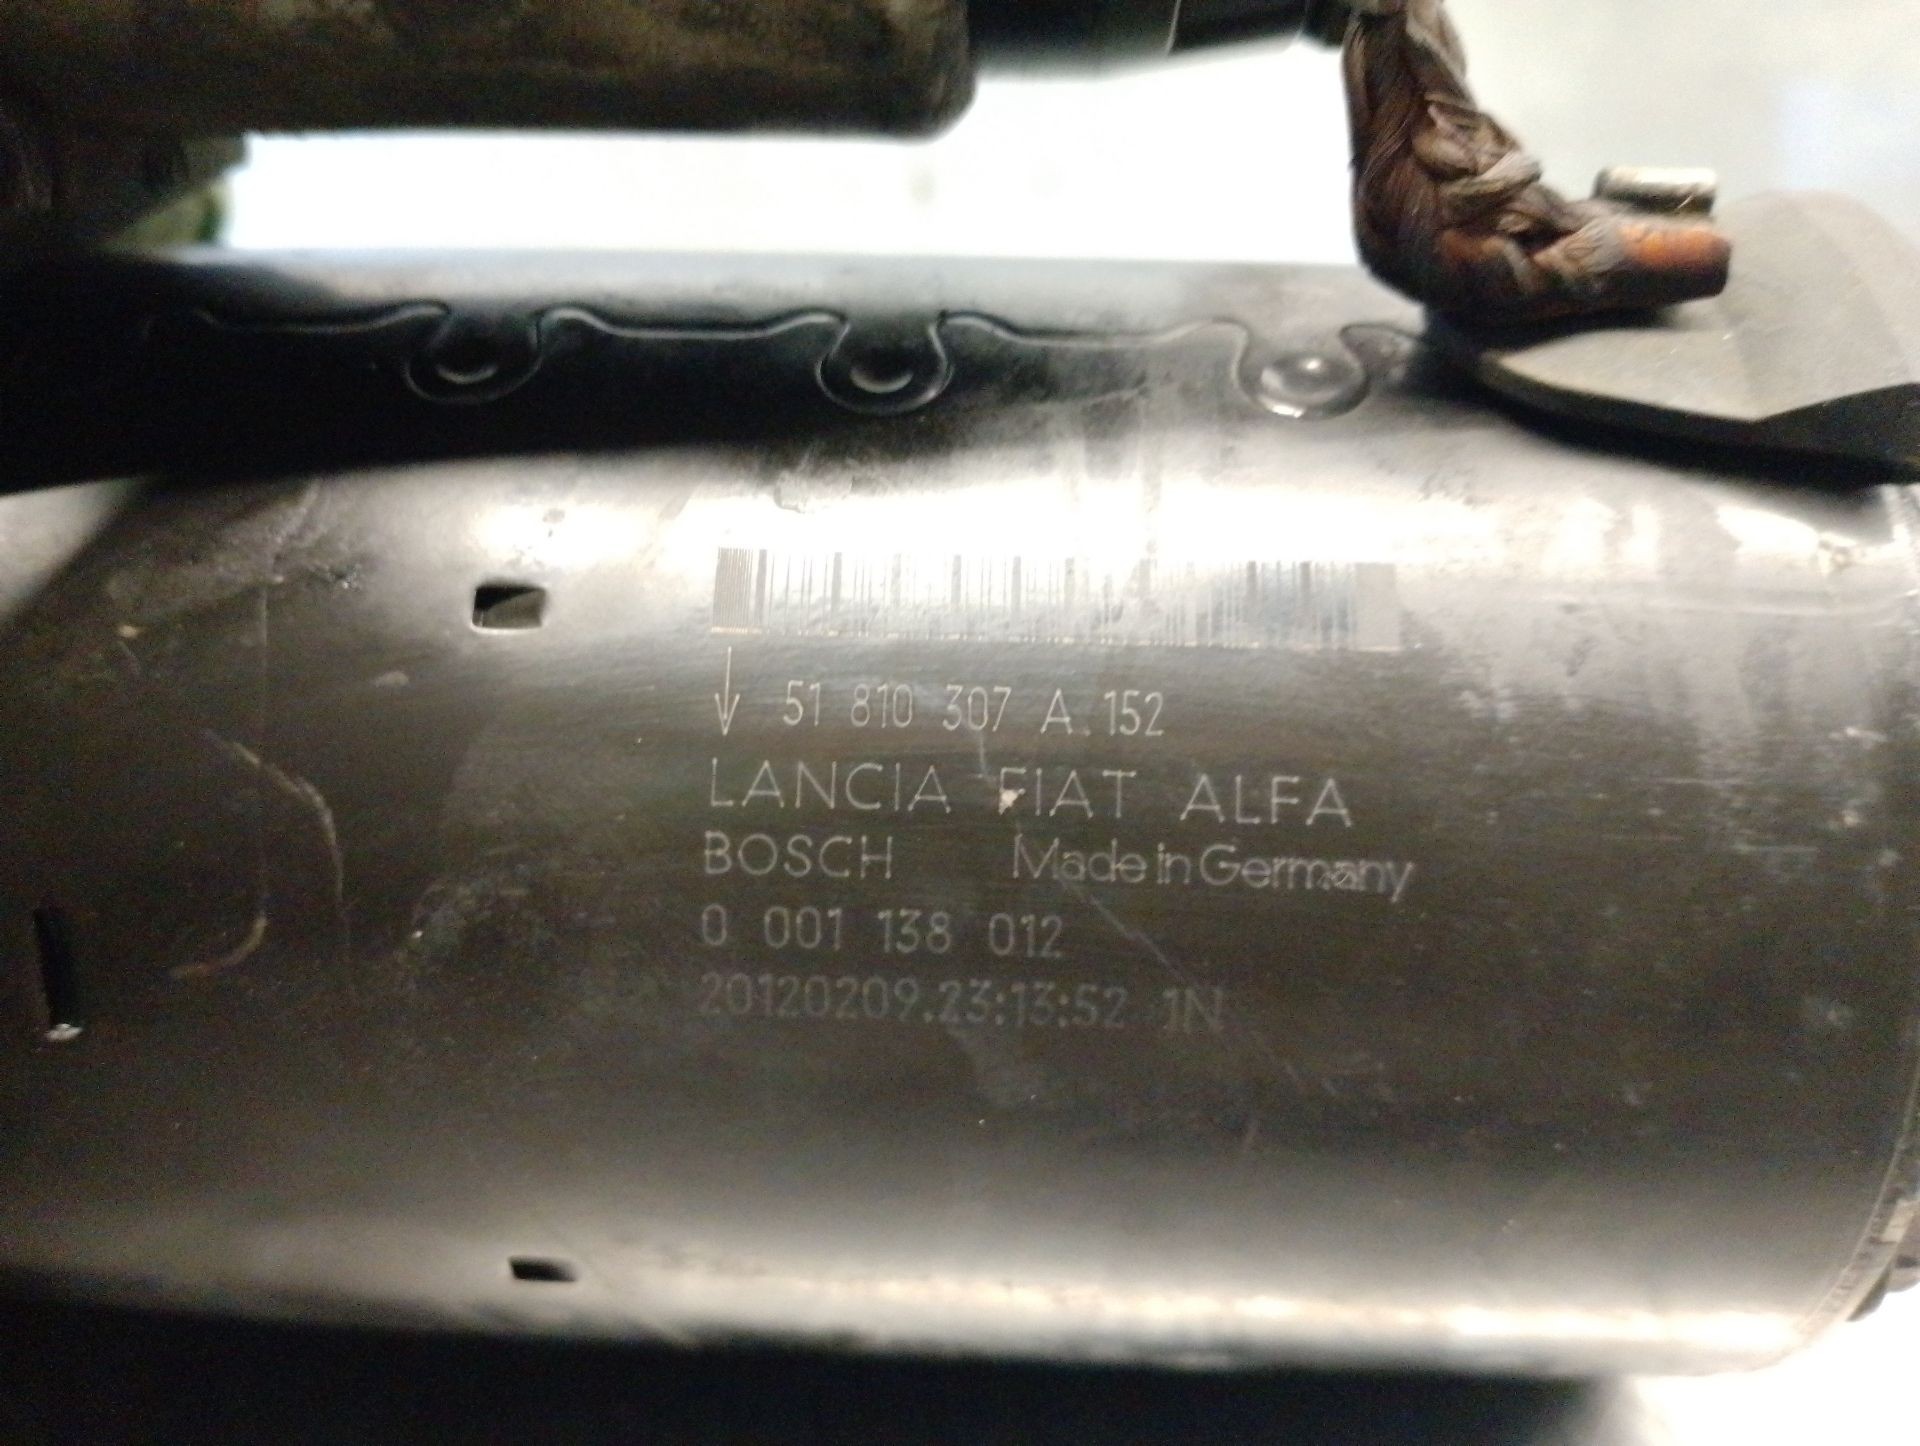 51 810 307 A.152
LANCIA FIAT ALFA
BOSCH Made in Germany
0 001 138 012
20120209.23:13:52 1N